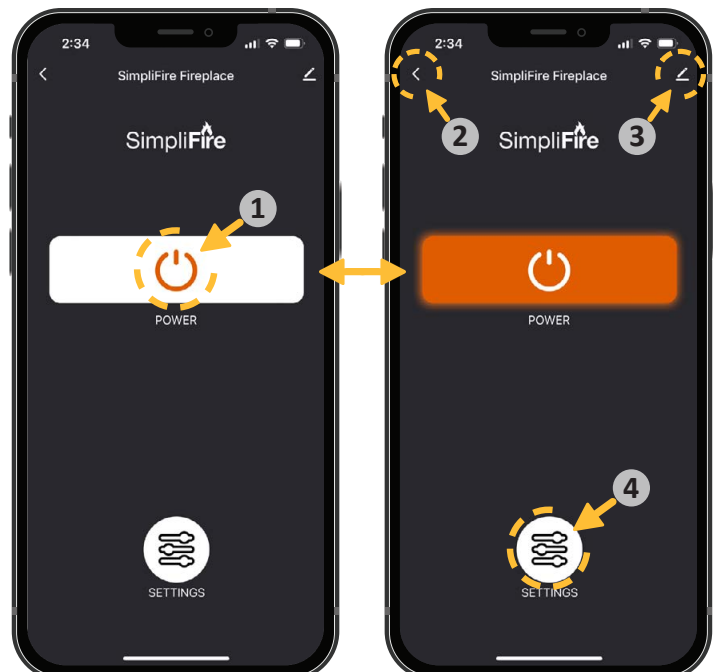 2:34
SimpliFire Fireplace
SimpliFire
1
POWER
SETTINGS
2:34
SimpliFire Fireplace
2
3
SimpliFire
POWER
4
SETTINGS